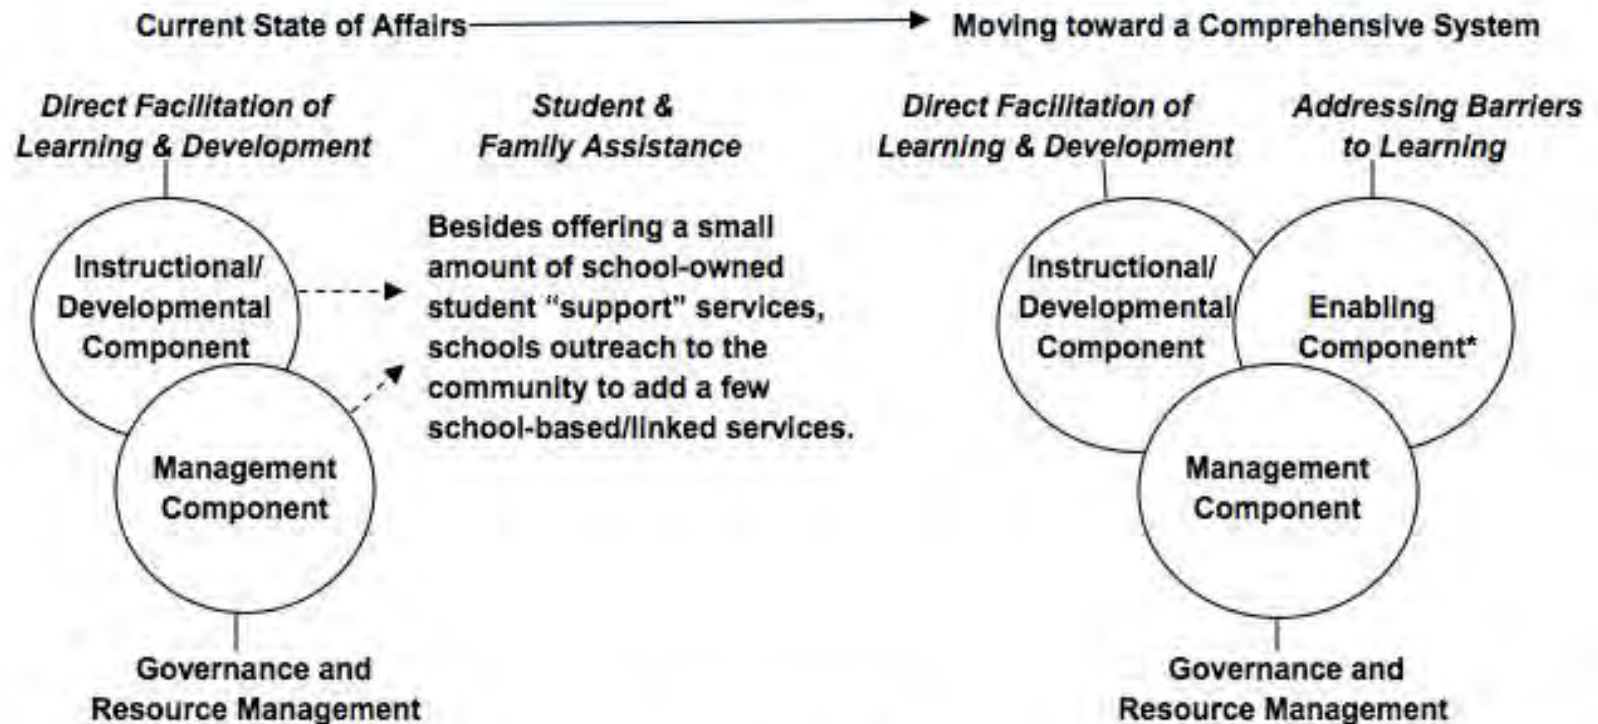 Current State of Affairs
Moving toward a Comprehensive System
Direct Facilitation of
Learning & Development
Student &
Family Assistance
Instructional/
Developmental
Component
Besides offering a small
amount of school-owned
student “support” services,
schools outreach to the
community to add a few
school-based/linked services.
Management
Component
Governance and
Resource Management
Direct Facilitation of
Learning & Development
Addressing Barriers
to Learning
Instructional/
Developmental
Component
Enabling
Component*
Management
Component
Governance and
Resource Management